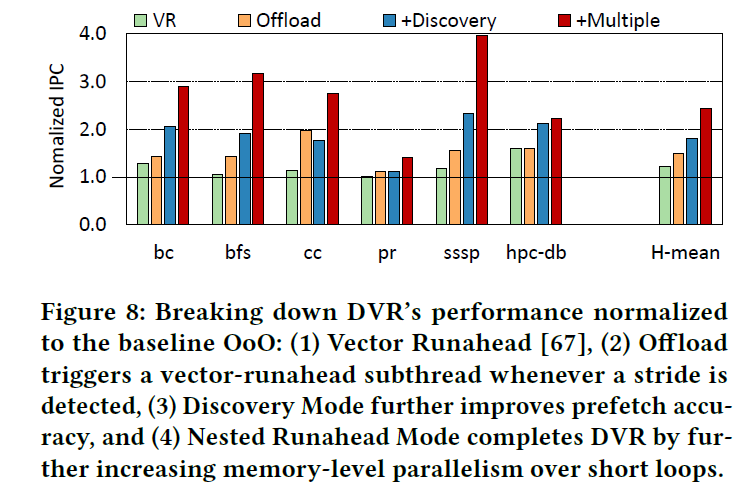 VR Offload +Discovery +Multiple
4.0
3.0
2.0
1.0
0.0
Nomalized IPC
bc bfs cc pr sssp hpc-db H-mean
Figure 8: Breaking down DVR's performance normalized
to the baseline OoO: (1) Vector Runahead [67], (2) Offload
triggers a vector-runahead subthread whenever a stride is
detected, (3) Discovery Mode further improves prefetch accu-
racy, and (4) Nested Runahead Mode completes DVR by fur-
ther increasing memory-level parallelism over short loops.